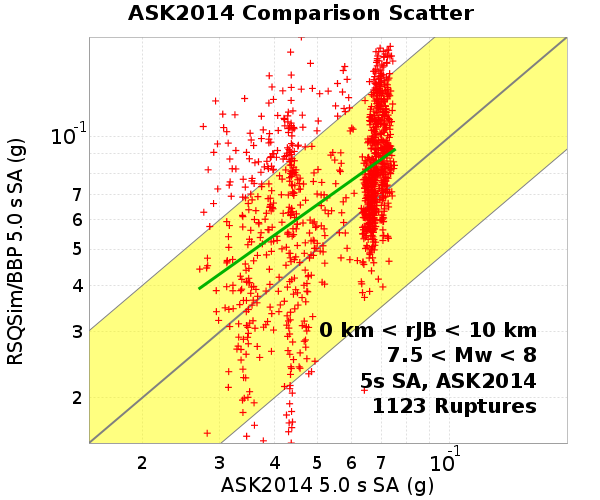 ASK2014 Comparison Scatter
RSQSim/BBP 5.0 s SA (g)
10-1
7
6
5
4
3
2
0 km < rJB < 10 km
7.5 < Mw < 8
5s SA, ASK2014
1123 Ruptures
2 3 4 5 6 7 10-1
ASK2014 5.0 s SA (g)